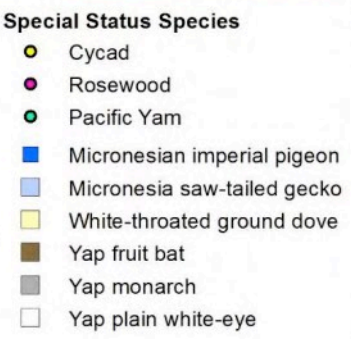 Special Status Species
Cycad
Rosewood
Pacific Yam
Micronesian imperial pigeon
Micronesia saw-tailed gecko
White-throated ground dove
Yap fruit bat
Yap monarch
Yap plain white-eye